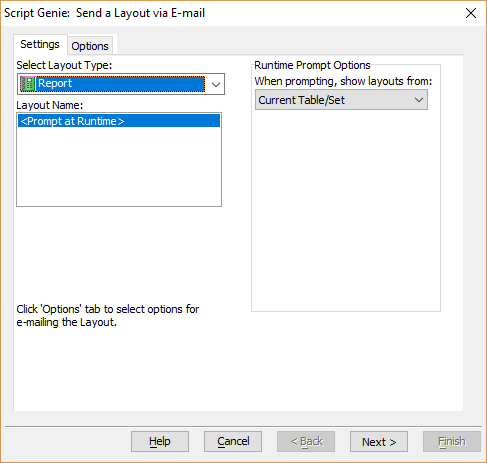 Script Genie: Send a Layout via E-mail
Settings
Options
Select Layout Type:
Report
Layout Name:
<Prompt at Runtime>
Click 'Options' tab to select options for
e-mailing the Layout.
Runtime Prompt Options
When prompting, show layouts from:
Current Table/Set
Help
Cancel
< Back
Next >
Finish